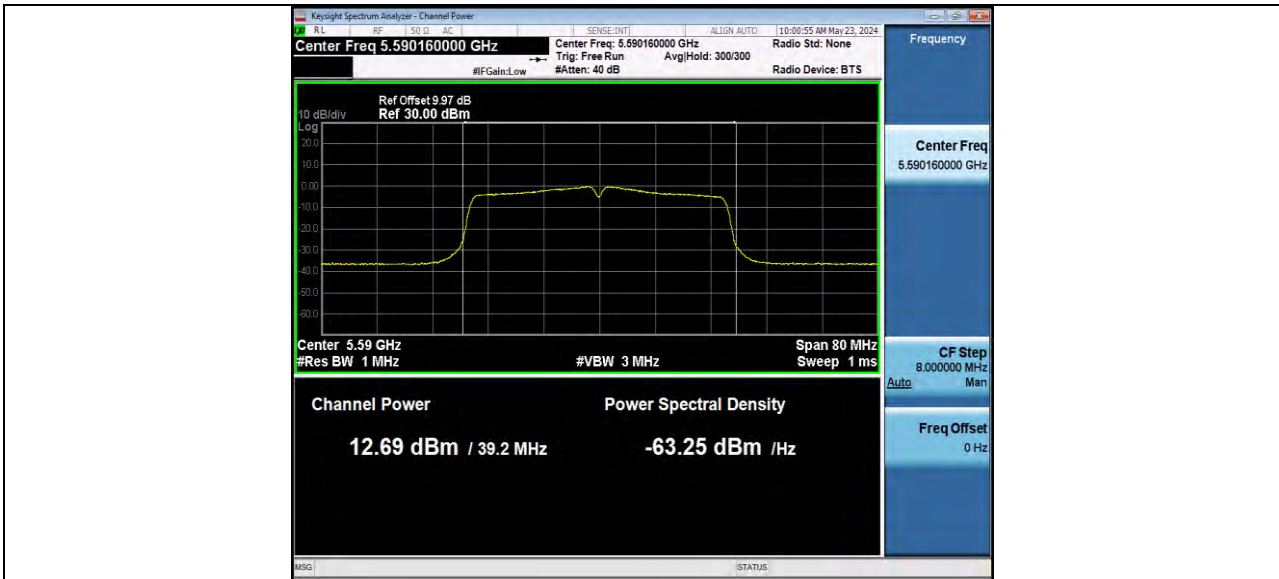 Keysight Spectrum Analyzer - Channel Power
RL RF 50 Ω AC SENSE:INT ALIGN AUTO 10:00:55 AM May 23, 2024
Center Freq 5.590160000 GHz
Center Freq: 5.590160000 GHz Radio Std: None
Trig: Free Run Avg|Hold: 300/300
#IFGain:Low #Atten: 40 dB Radio Device: BTS
Ref Offset 9.97 dB
10 dB/div Ref 30.00 dBm
Log
20.0
10.0
0.00
-10.0
-20.0
-30.0
-40.0
-50.0
-60.0
Center 5.59 GHz Span 80 MHz
#Res BW 1 MHz #VBW 3 MHz Sweep 1 ms
Channel Power Power Spectral Density
12.69 dBm / 39.2 MHz -63.25 dBm /Hz
Frequency
Center Freq
5.590160000 GHz
CF Step
8.000000 MHz
Auto Man
Freq Offset
0 Hz
MSG STATUS